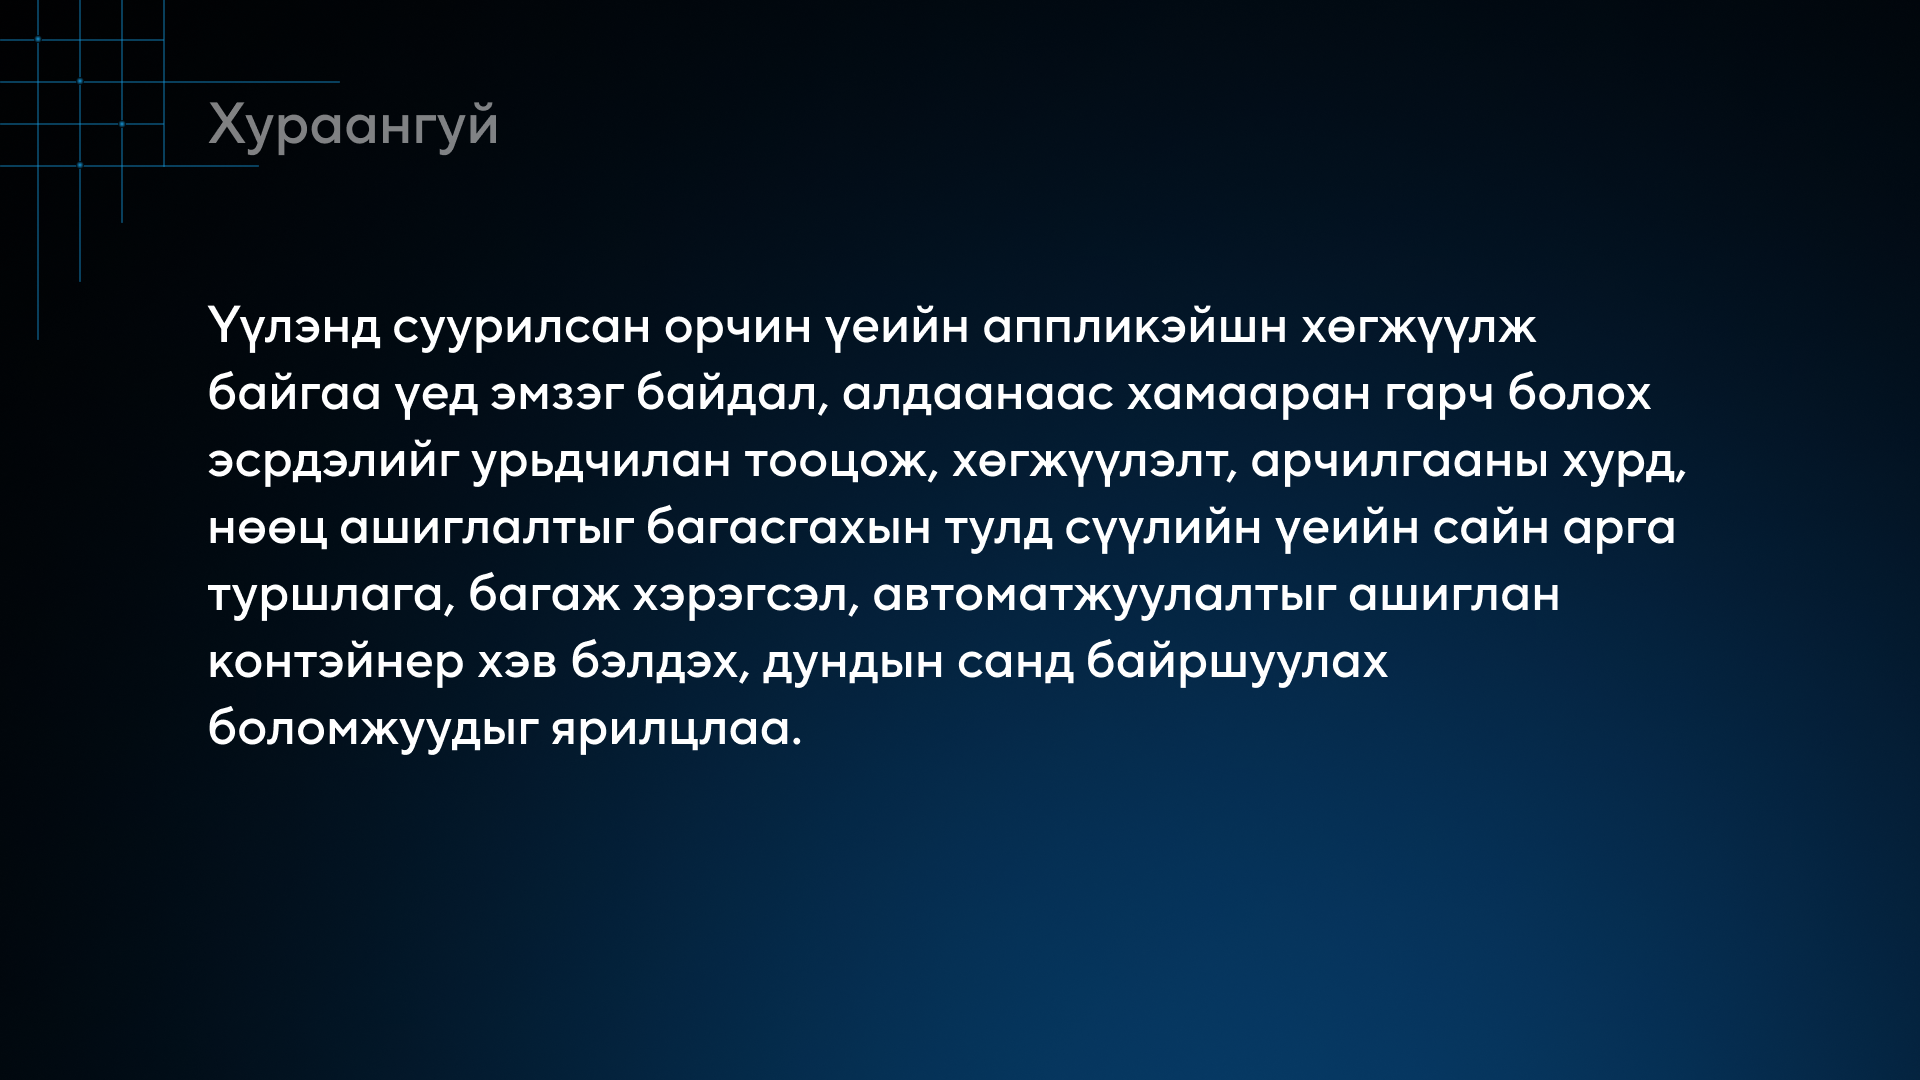 Хураангуй
Үүлэнд суурилсан орчин үеийн аппликэйшн хөгжүүлж
байгаа үед эмзэг байдал, алдаанаас хамааран гарч болох
эсрдэлийг урьдчилан тооцож, хөгжүүлэлт, арчилгааны хурд,
нөөц ашиглалтыг багасгахын тулд сүүлийн үеийн сайн арга
туршлага, багаж хэрэгсэл, автоматжуулалтыг ашиглан
контэйнер хэв бэлдэх, дундын санд байршуулах
боломжуудыг ярилцлаа.